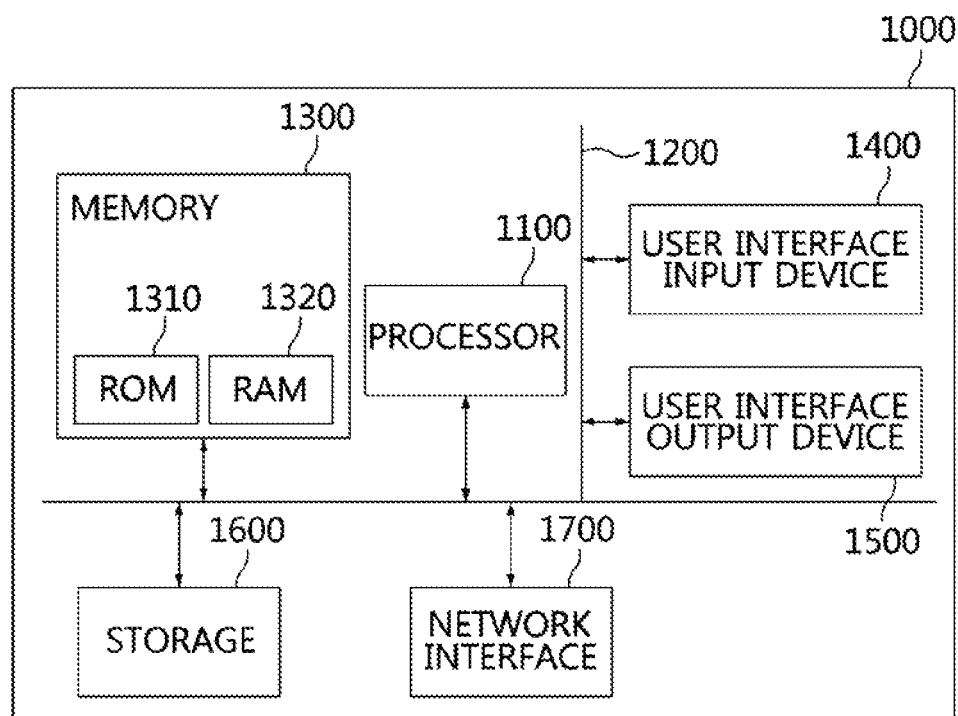 1000
1300
MEMORY
1310
1320
ROM
RAM
1100
PROCESSOR
1200
1400
USER INTERFACE
INPUT DEVICE
USER INTERFACE
OUTPUT DEVICE
1500
1600
STORAGE
1700
NETWORK
INTERFACE